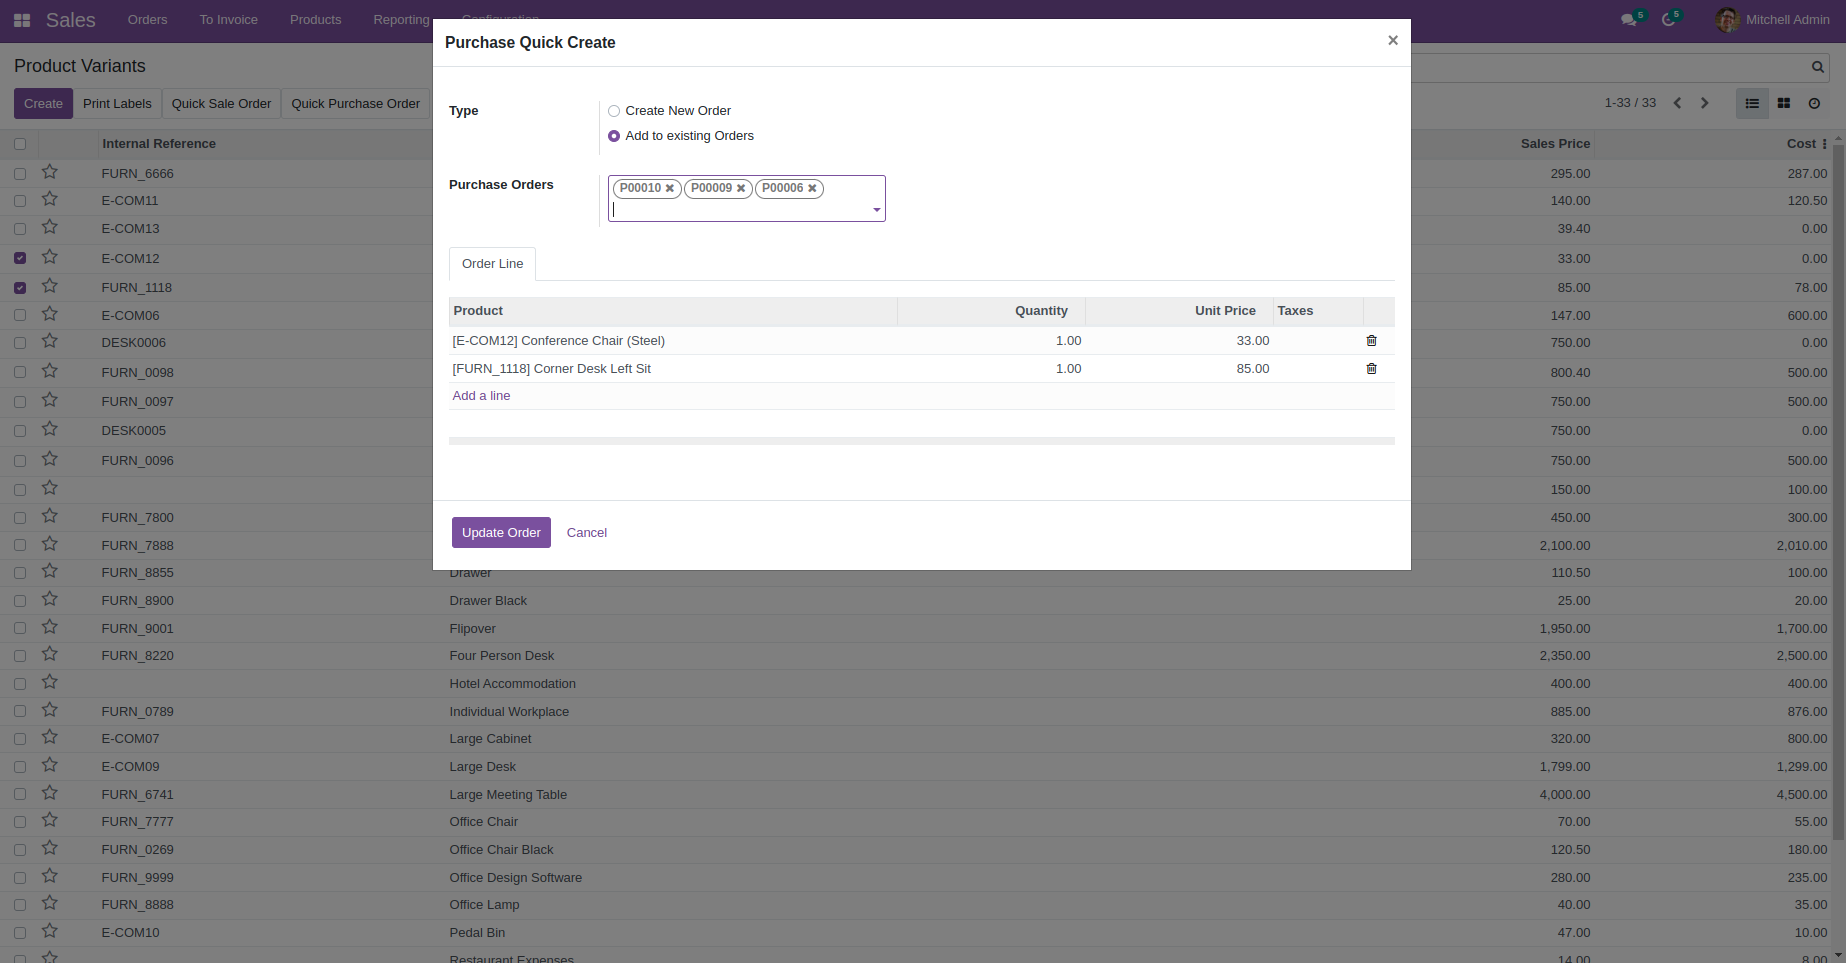 Sales Orders To Invoice Products Reporting Configuration 5 5 Mitchell Admin
Purchase Quick Create ×
Product Variants
Create Print Labels Quick Sale Order Quick Purchase Order 1-33 / 33
Type Create New Order
Add to existing Orders
Purchase Orders P00010 P00009 P00006
Order Line
Product Quantity Unit Price Taxes
[E-COM12] Conference Chair (Steel) 1.00 33.00
[FURN_1118] Corner Desk Left Sit 1.00 85.00
Add a line
Update Order Cancel
Internal Reference Sales Price Cost
FURN_6666 295.00 287.00
E-COM11 140.00 120.50
E-COM13 39.40 0.00
E-COM12 33.00 0.00
FURN_1118 85.00 78.00
E-COM06 147.00 600.00
DESK0006 750.00 0.00
FURN_0098 800.40 500.00
FURN_0097 750.00 500.00
DESK0005 750.00 0.00
FURN_0096 750.00 500.00
150.00 100.00
FURN_7800 450.00 300.00
FURN_7888 2,100.00 2,010.00
FURN_8855 Drawer 110.50 100.00
FURN_8900 Drawer Black 25.00 20.00
FURN_9001 Flipover 1,950.00 1,700.00
FURN_8220 Four Person Desk 2,350.00 2,500.00
Hotel Accommodation 400.00 400.00
FURN_0789 Individual Workplace 885.00 876.00
E-COM07 Large Cabinet 320.00 800.00
E-COM09 Large Desk 1,799.00 1,299.00
FURN_6741 Large Meeting Table 4,000.00 4,500.00
FURN_7777 Office Chair 70.00 55.00
FURN_0269 Office Chair Black 120.50 180.00
FURN_9999 Office Design Software 280.00 235.00
FURN_8888 Office Lamp 40.00 35.00
E-COM10 Pedal Bin 47.00 10.00
Restaurant Expenses 14.00 8.00